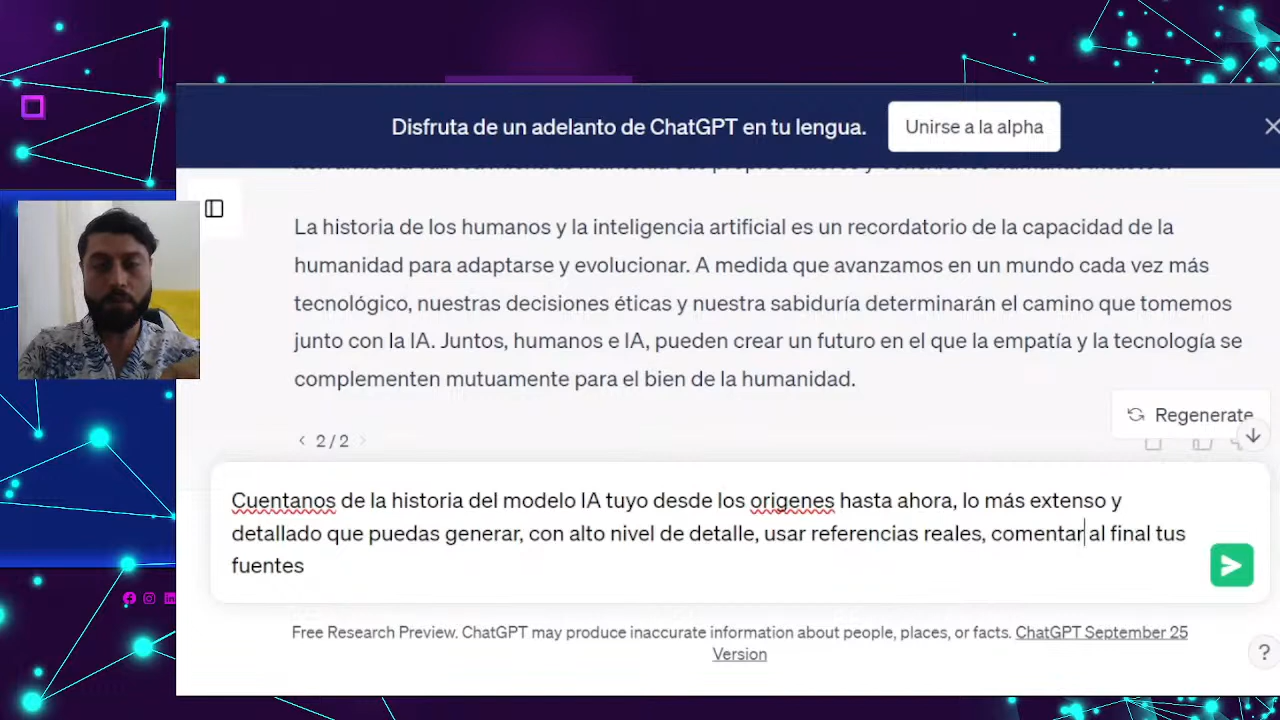 Disfruta de un adelanto de ChatGPT en tu lengua.
Unirse a la alpha
La historia de los humanos y la inteligencia artificial es un recordatorio de la capacidad de la
humanidad para adaptarse y evolucionar. A medida que avanzamos en un mundo cada vez más
tecnológico, nuestras decisiones éticas y nuestra sabiduría determinarán el camino que tomemos
junto con la IA. Juntos, humanos e IA, pueden crear un futuro en el que la empatía y la tecnología se
complementen mutuamente para el bien de la humanidad.
Regenerate
2 / 2
Cuentanos de la historia del modelo IA tuyo desde los origenes hasta ahora, lo más extenso y
detallado que puedas generar, con alto nivel de detalle, usar referencias reales, comentar al final tus
fuentes
Free Research Preview. ChatGPT may produce inaccurate information about people, places, or facts. ChatGPT September 25
Version
?